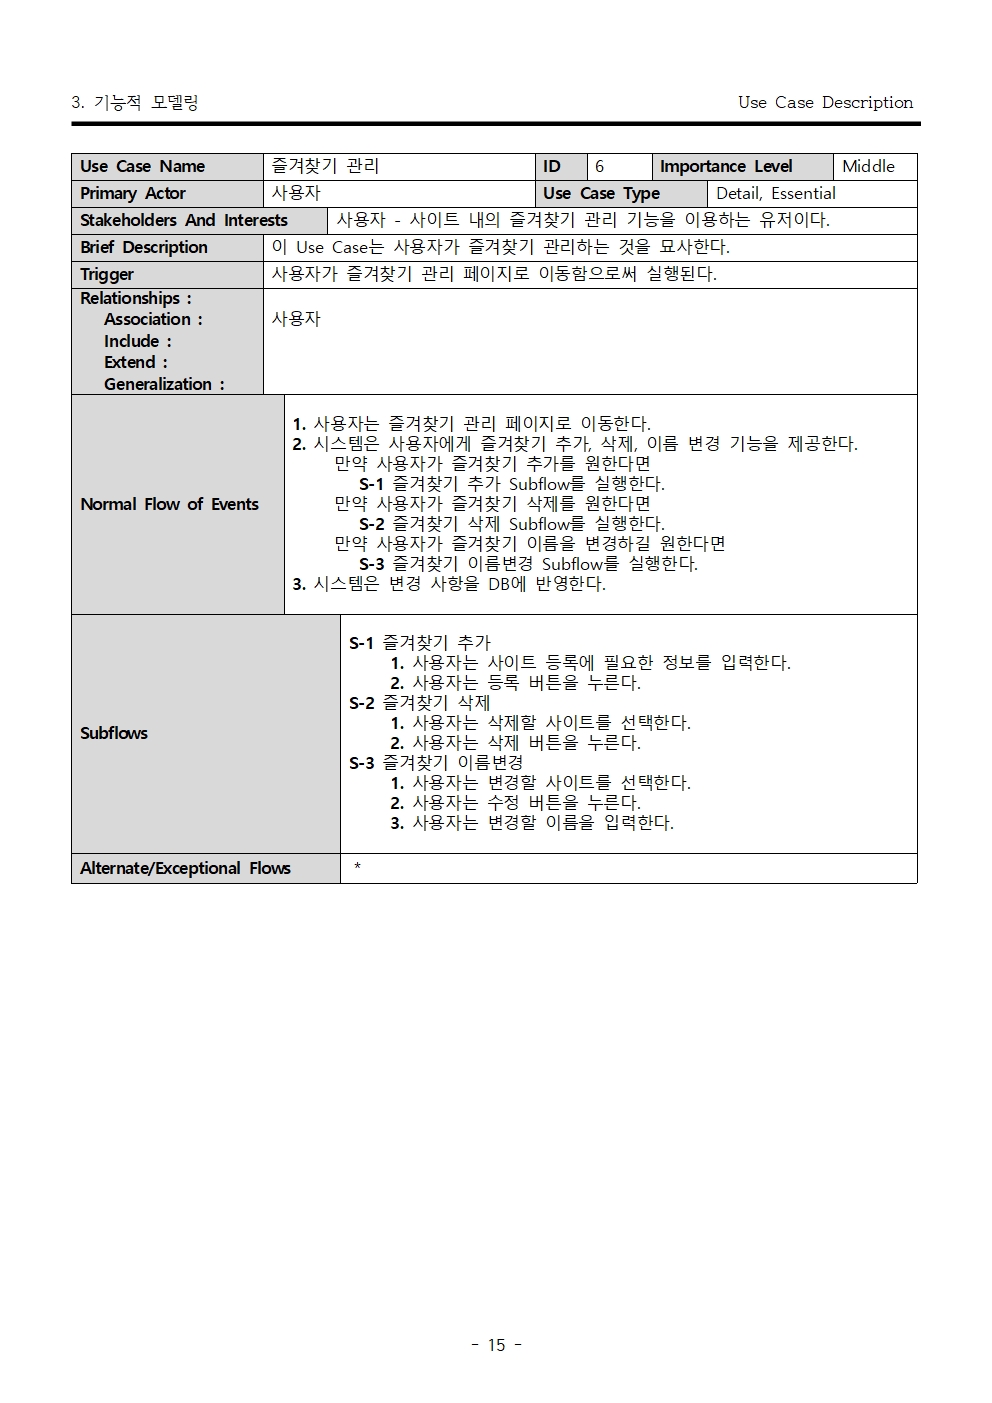 3. 기능적 모델링 Use Case Description
Use Case Name 즐겨찾기 관리 ID 6 Importance Level Middle
Primary Actor 사용자 Use Case Type Detail, Essential
Stakeholders And Interests 사용자 - 사이트 내의 즐겨찾기 관리 기능을 이용하는 유저이다.
Brief Description 이 Use Case는 사용자가 즐겨찾기 관리하는 것을 묘사한다.
Trigger 사용자가 즐겨찾기 관리 페이지로 이동함으로써 실행된다.
Relationships :
Association : 사용자
Include :
Extend :
Generalization :
Normal Flow of Events
1. 사용자는 즐겨찾기 관리 페이지로 이동한다.
2. 시스템은 사용자에게 즐겨찾기 추가, 삭제, 이름 변경 기능을 제공한다.
만약 사용자가 즐겨찾기 추가를 원한다면
S-1 즐겨찾기 추가 Subflow를 실행한다.
만약 사용자가 즐겨찾기 삭제를 원한다면
S-2 즐겨찾기 삭제 Subflow를 실행한다.
만약 사용자가 즐겨찾기 이름을 변경하길 원한다면
S-3 즐겨찾기 이름변경 Subflow를 실행한다.
3. 시스템은 변경 사항을 DB에 반영한다.
Subflows
S-1 즐겨찾기 추가
1. 사용자는 사이트 등록에 필요한 정보를 입력한다.
2. 사용자는 등록 버튼을 누른다.
S-2 즐겨찾기 삭제
1. 사용자는 삭제할 사이트를 선택한다.
2. 사용자는 삭제 버튼을 누른다.
S-3 즐겨찾기 이름변경
1. 사용자는 변경할 사이트를 선택한다.
2. 사용자는 수정 버튼을 누른다.
3. 사용자는 변경할 이름을 입력한다.
Alternate/Exceptional Flows *
- 15 -